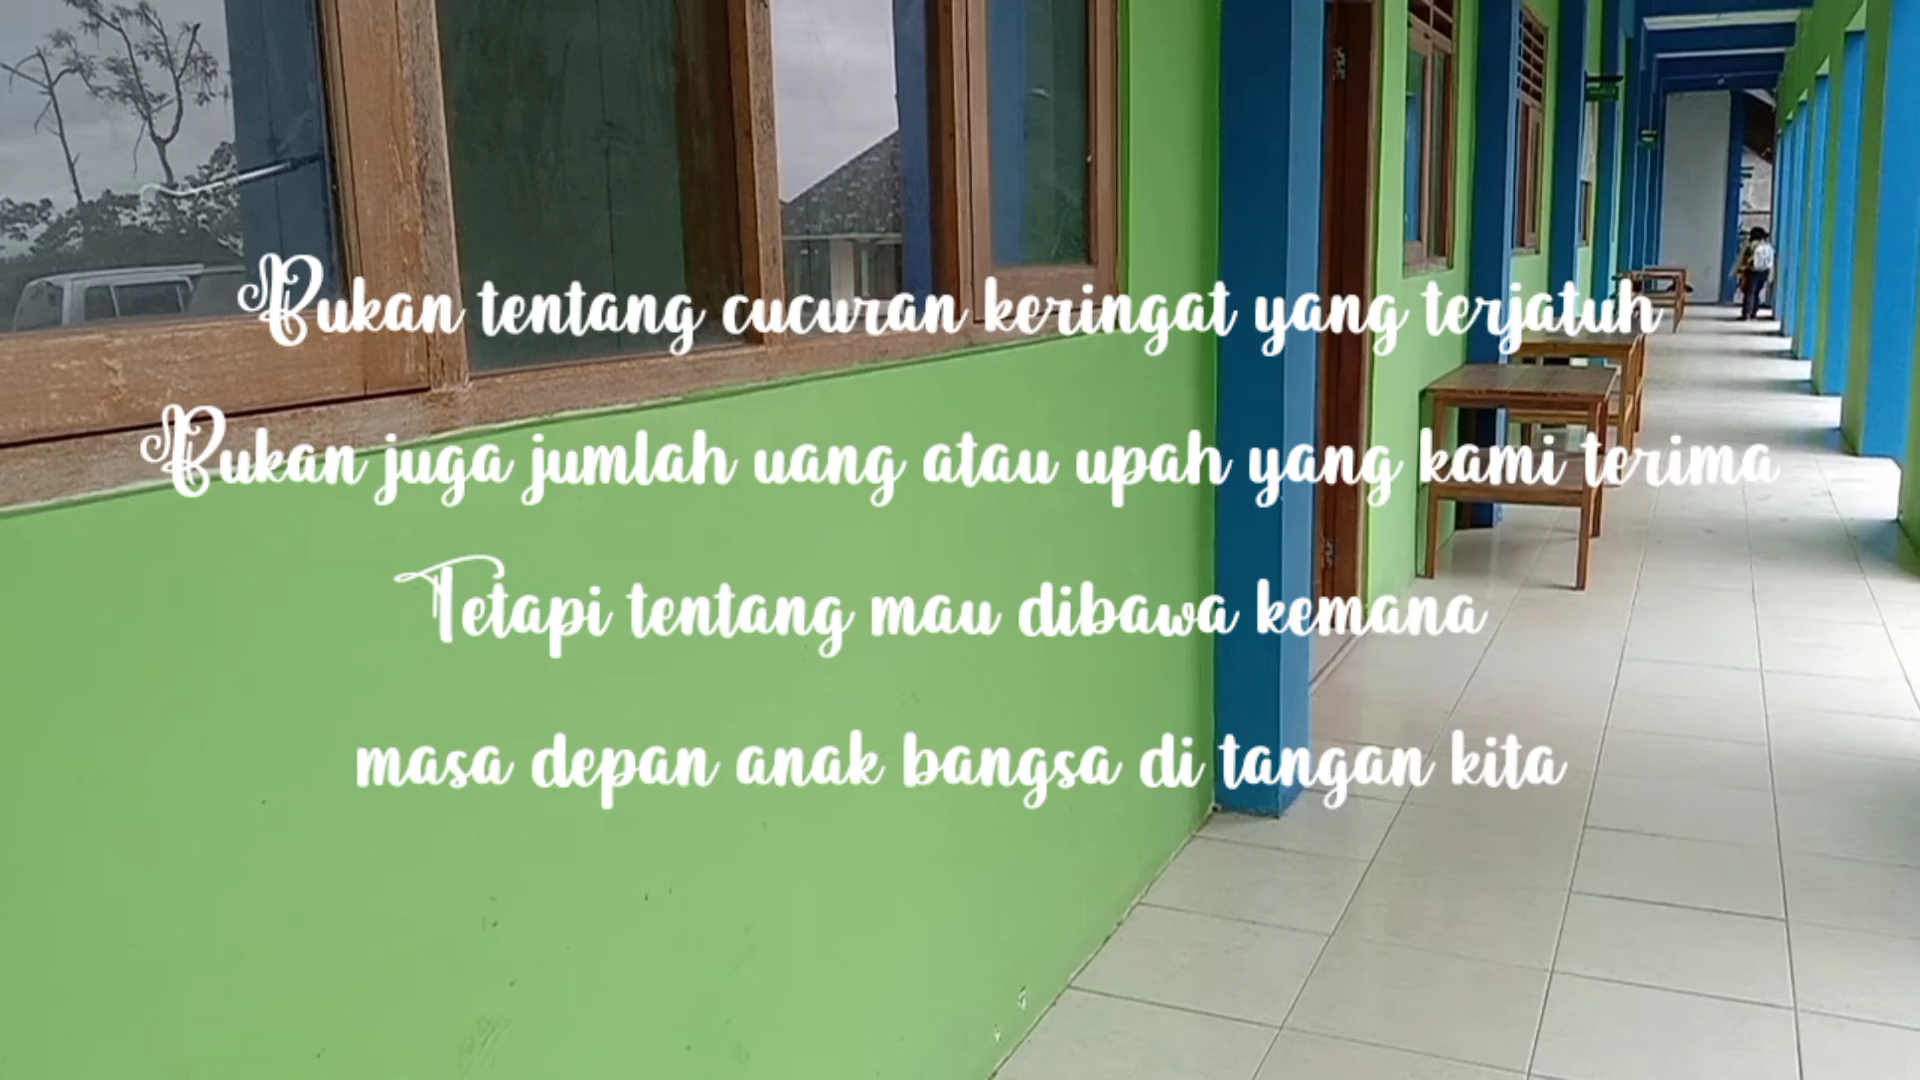 Bukan tentang cucuran keringat yang terjatuh
Bukan juga jumlah uang atau upah yang kami terima
Tetapi tentang mau dibawa kemana
masa depan anak bangsa di tangan kita